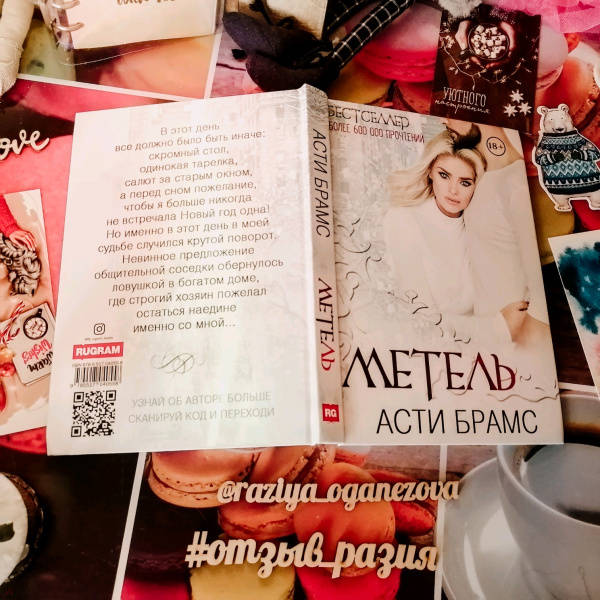 ove
УЮТНОГО
настроения
БЕСТСЕЛЛЕР
БОЛЕЕ 600 000 ПРОЧТЕНИЙ
18+
В этот день
все должно было быть иначе:
скромный стол,
одинокая тарелка,
салют за старым окном,
а перед сном пожелание,
чтобы я больше никогда
не встречала Новый год одна!
Но именно в этот день в моей
судьбе случился крутой поворот.
Невинное предложение
общительной соседки обернулось
ловушкой в богатом доме,
где строгий хозяин пожелал
остаться наедине
именно со мной...
RUGRAM
УЗНАЙ ОБ АВТОРЕ БОЛЬШЕ
СКАНИРУЙ КОД И ПЕРЕХОДИ
АСТИ БРАМС
МЕТЕЛЬ
RG
МЕТЕЛЬ
АСТИ БРАМС
@raziya_oganezova
#отзыв_разия